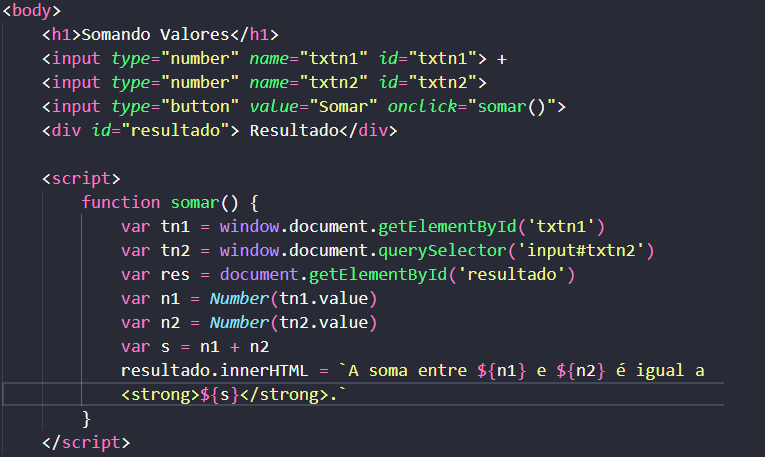 <body>
<h1>Somando Valores</h1>
<input type="number" name="txtn1" id="txtn1"> +
<input type="number" name="txtn2" id="txtn2">
<input type="button" value="Somar" onclick="somar()">
<div id="resultado"> Resultado</div>
<script>
function somar() {
var tn1 = window.document.getElementById('txtn1')
var tn2 = window.document.querySelector('input#txtn2')
var res = document.getElementById('resultado')
var n1 = Number(tn1.value)
var n2 = Number(tn2.value)
var s = n1 + n2
resultado.innerHTML = `A soma entre ${n1} e ${n2} é igual a
<strong>${s}</strong>.`
}
</script>